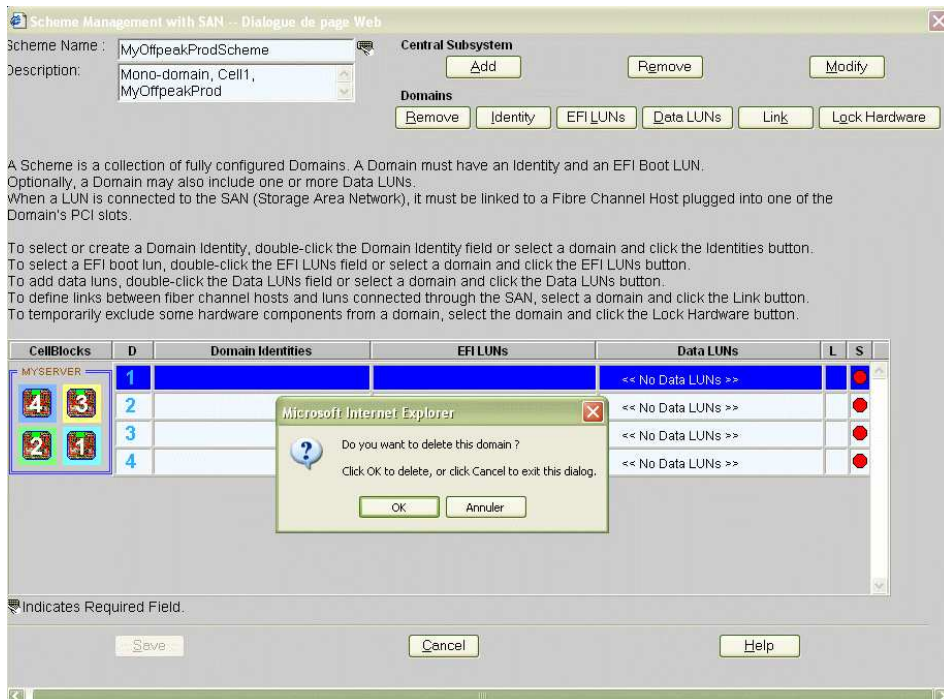 Scheme Management with SAN -- Dialogue de page Web
Scheme Name : MyOffpeakProdScheme
Description: Mono-domain, Cell1, MyOffpeakProd
Central Subsystem
Add Remove Modify
Domains
Remove Identity EFI LUNs Data LUNs Link Lock Hardware
A Scheme is a collection of fully configured Domains. A Domain must have an Identity and an EFI Boot LUN.
Optionally, a Domain may also include one or more Data LUNs.
When a LUN is connected to the SAN (Storage Area Network), it must be linked to a Fibre Channel Host plugged into one of the
Domain's PCI slots.
To select or create a Domain Identity, double-click the Domain Identity field or select a domain and click the Identities button.
To select a EFI boot lun, double-click the EFI LUNs field or select a domain and click the EFI LUNs button.
To add data luns, double-click the Data LUNs field or select a domain and click the Data LUNs button.
To define links between fiber channel hosts and luns connected through the SAN, select a domain and click the Link button.
To temporarily exclude some hardware components from a domain, select the domain and click the Lock Hardware button.
CellBlocks D Domain Identities EFI LUNs Data LUNs L S
MYSERVER
4 3
2 1
1 << No Data LUNs >>
2 << No Data LUNs >>
3 << No Data LUNs >>
4 << No Data LUNs >>
Microsoft Internet Explorer
Do you want to delete this domain ?
Click OK to delete, or click Cancel to exit this dialog.
OK Annuler
Indicates Required Field.
Save Cancel Help